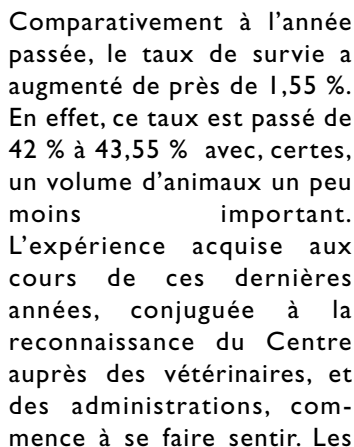 Comparativement à l'année
passée, le taux de survie a
augmenté de près de 1,55 %.
En effet, ce taux est passé de
42 % à 43,55 % avec, certes,
un volume d'animaux un peu
moins important.
L'expérience acquise aux
cours de ces dernières
années, conjuguée à la
reconnaissance du Centre
auprès des vétérinaires, et
des administrations, com-
mence à se faire sentir. Les